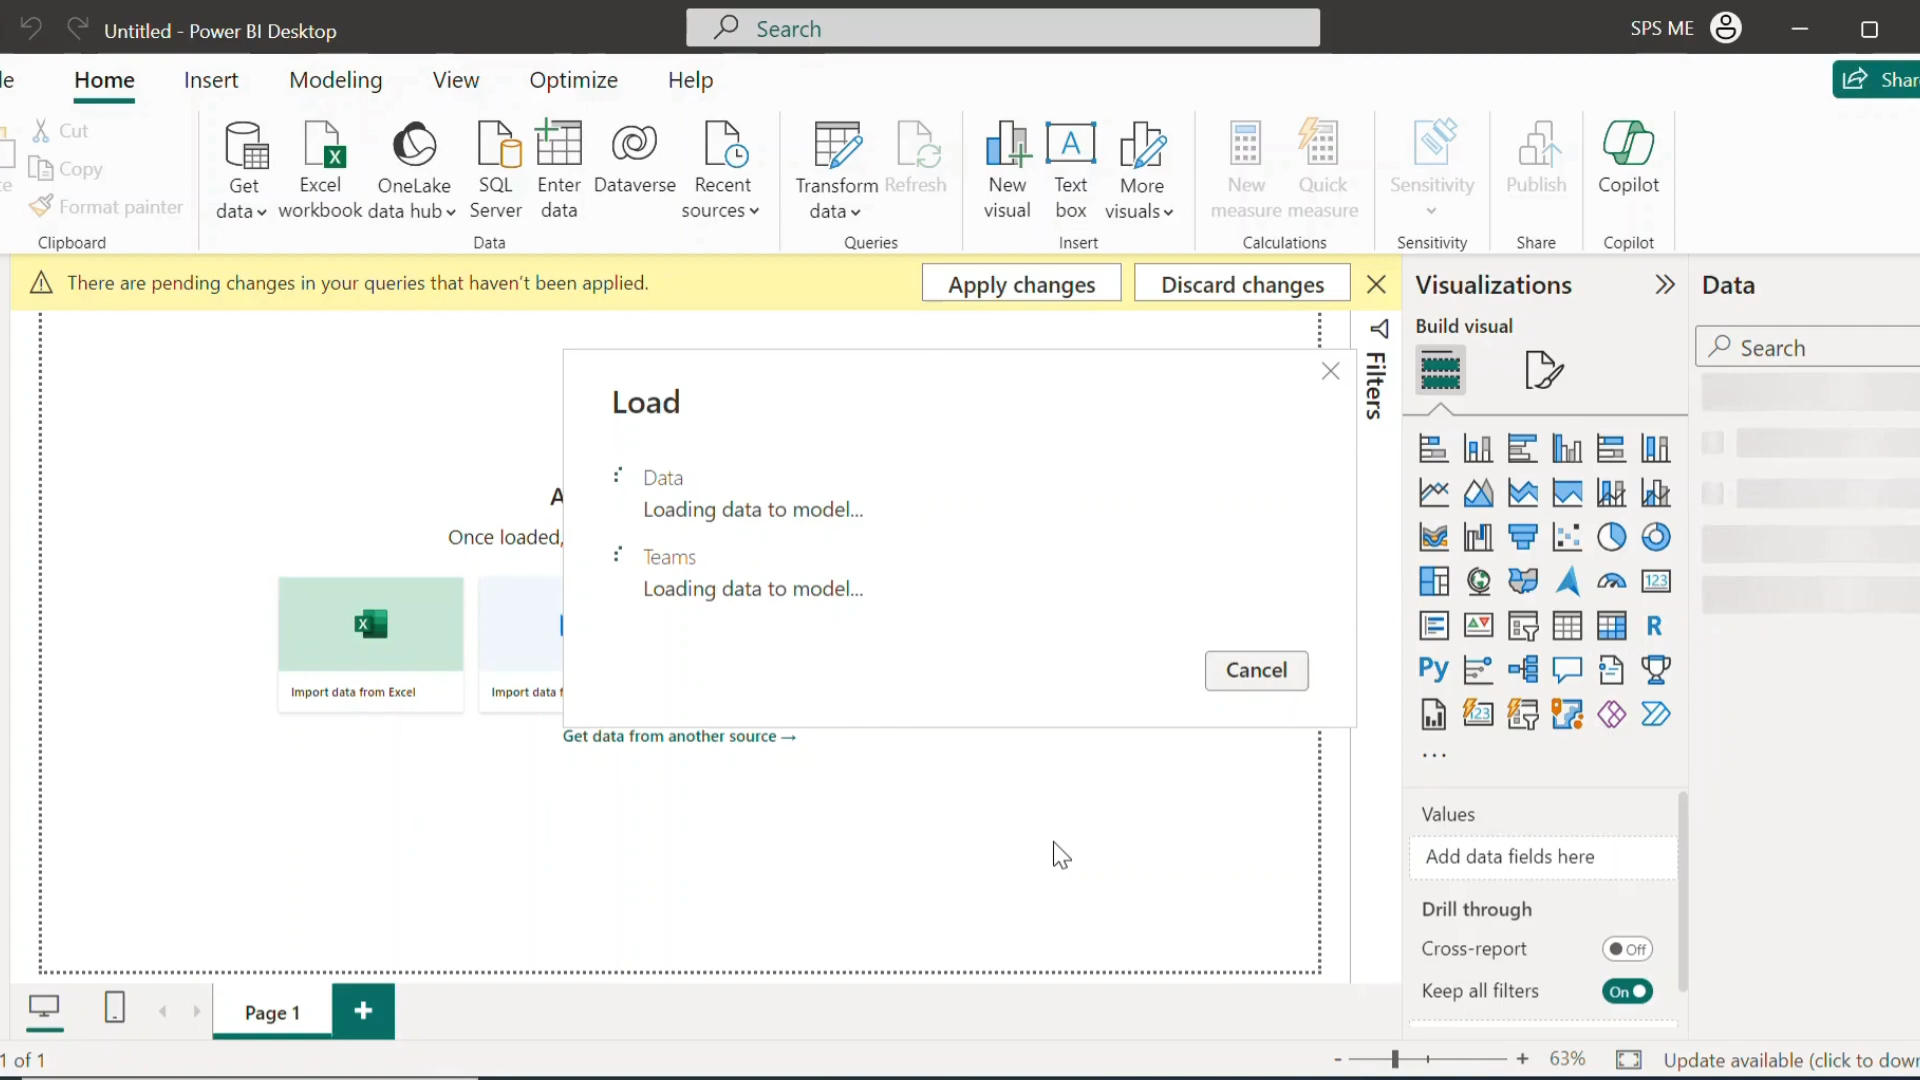 Untitled - Power BI Desktop
Search
SPS ME
Home
Insert
Modeling
View
Optimize
Help
Cut
Copy
Format painter
Clipboard
Get data
Excel workbook
OneLake data hub
SQL Server
Enter data
Dataverse
Recent sources
Data
Transform data
Refresh
Queries
New visual
Text box
More visuals
Insert
New measure
Quick measure
Calculations
Sensitivity
Sensitivity
Publish
Share
Copilot
Copilot
There are pending changes in your queries that haven't been applied.
Apply changes
Discard changes
Filters
Load
Data
Loading data to model...
Teams
Loading data to model...
Cancel
Once loaded,
Import data from Excel
Import data
Get data from another source →
Visualizations
Build visual
123
R
Py
123
...
Values
Add data fields here
Drill through
Cross-report
Off
Keep all filters
On
Data
Search
Page 1
1 of 1
- + 63%
Update available (click to